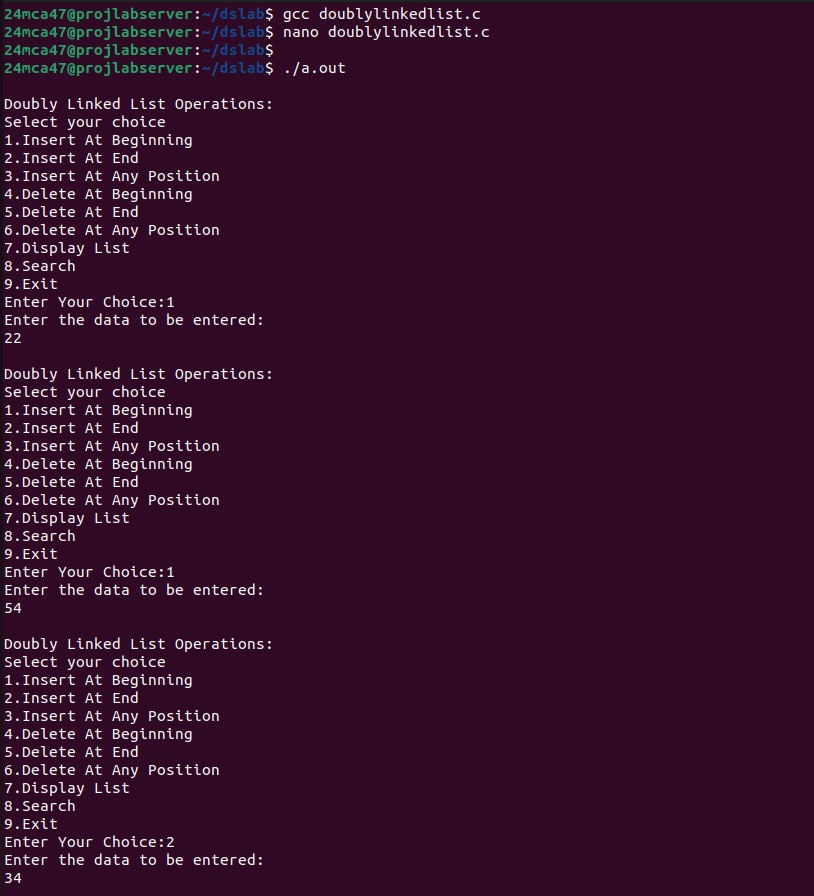 24mca47@projlabserver:~/dslab$ gcc doublylinkedlist.c
24mca47@projlabserver:~/dslab$ nano doublylinkedlist.c
24mca47@projlabserver:~/dslab$
24mca47@projlabserver:~/dslab$ ./a.out

Doubly Linked List Operations:
Select your choice
1.Insert At Beginning
2.Insert At End
3.Insert At Any Position
4.Delete At Beginning
5.Delete At End
6.Delete At Any Position
7.Display List
8.Search
9.Exit
Enter Your Choice:1
Enter the data to be entered:
22

Doubly Linked List Operations:
Select your choice
1.Insert At Beginning
2.Insert At End
3.Insert At Any Position
4.Delete At Beginning
5.Delete At End
6.Delete At Any Position
7.Display List
8.Search
9.Exit
Enter Your Choice:1
Enter the data to be entered:
54

Doubly Linked List Operations:
Select your choice
1.Insert At Beginning
2.Insert At End
3.Insert At Any Position
4.Delete At Beginning
5.Delete At End
6.Delete At Any Position
7.Display List
8.Search
9.Exit
Enter Your Choice:2
Enter the data to be entered:
34